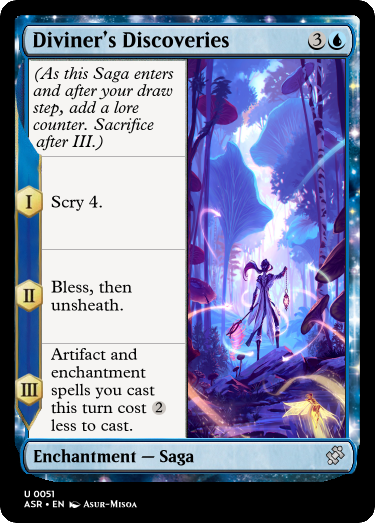 Diviner's Discoveries 3
(As this Saga enters
and after your draw
step, add a lore
counter. Sacrifice
after III.)
I
Scry 4.
II
Bless, then
unsheath.
III
Artifact and
enchantment
spells you cast
this turn cost 2
less to cast.
Enchantment — Saga
U 0051
ASR • EN Asur-Misoa